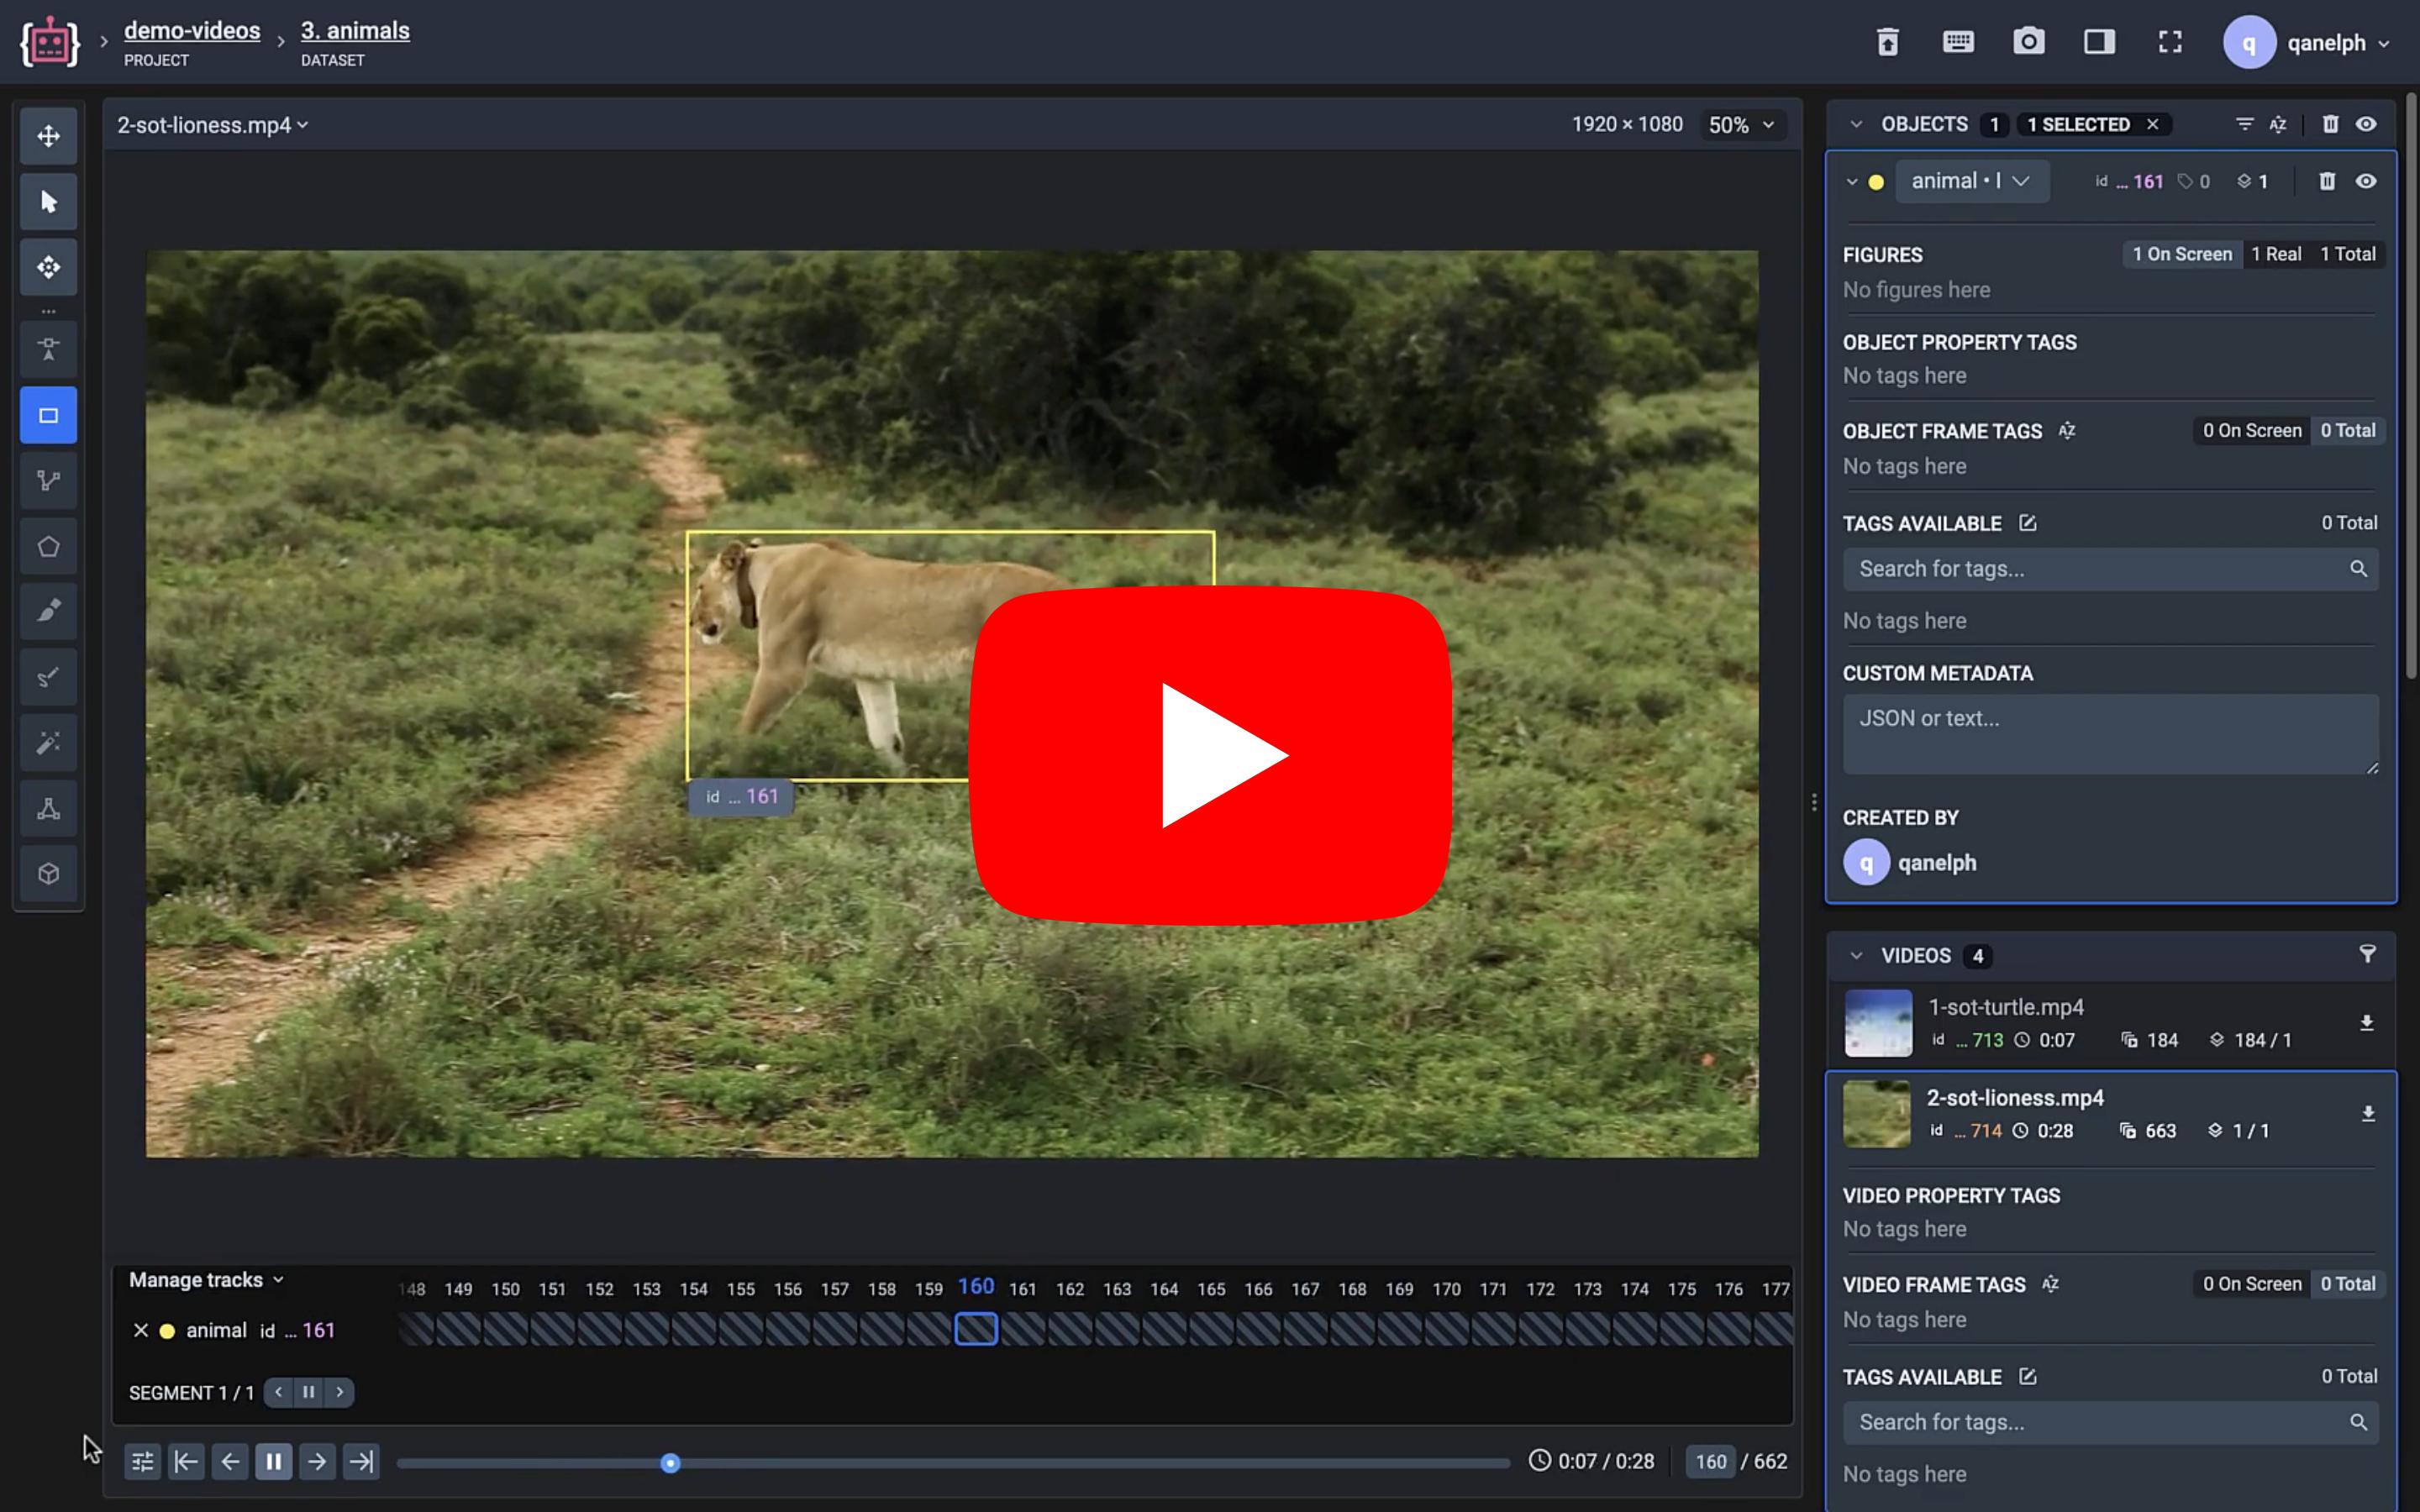 demo-videos
PROJECT
3. animals
DATASET
q qanelph
2-sot-lioness.mp4
1920 × 1080 50%
OBJECTS 1 1 SELECTED
animal • l id ... 161 0 1
FIGURES 1 On Screen 1 Real 1 Total
No figures here
OBJECT PROPERTY TAGS
No tags here
OBJECT FRAME TAGS AZ 0 On Screen 0 Total
No tags here
TAGS AVAILABLE 0 Total
Search for tags...
No tags here
CUSTOM METADATA
JSON or text...
CREATED BY
q qanelph
id ... 161
VIDEOS 4
1-sot-turtle.mp4
id ... 713 0:07 184 184 / 1
2-sot-lioness.mp4
id ... 714 0:28 663 1 / 1
VIDEO PROPERTY TAGS
No tags here
VIDEO FRAME TAGS AZ 0 On Screen 0 Total
No tags here
TAGS AVAILABLE 0 Total
Search for tags...
No tags here
Manage tracks
148 149 150 151 152 153 154 155 156 157 158 159 160 161 162 163 164 165 166 167 168 169 170 171 172 173 174 175 176 177
animal id ... 161
SEGMENT 1 / 1
0:07 / 0:28 160 / 662